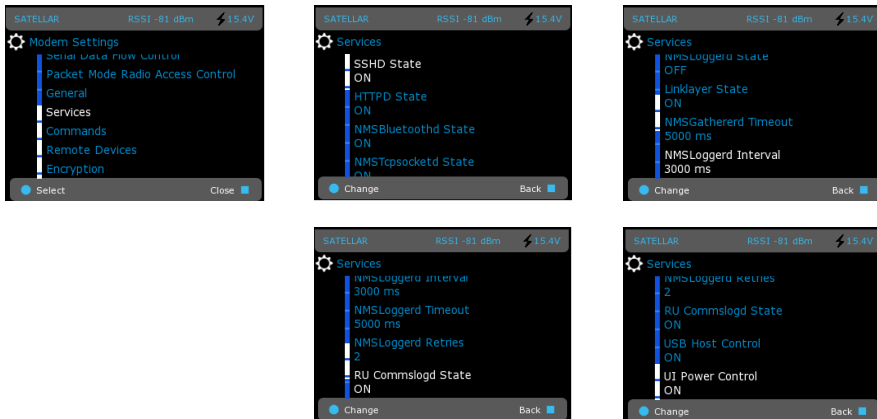 SATELLAR RSSI -81 dBm 15.4V
Modem Settings
Serial Data Flow Control
Packet Mode Radio Access Control
General
Services
Commands
Remote Devices
Encryption
Select Close
SATELLAR RSSI -81 dBm 15.4V
Services
SSHD State
ON
HTTPD State
ON
NMSBluetoothd State
ON
NMSTcpsocketd State
ON
Change Back
SATELLAR RSSI -81 dBm 15.4V
Services
NMSLoggerd State
OFF
Linklayer State
ON
NMSGathererd Timeout
5000 ms
NMSLoggerd Interval
3000 ms
Change Back
SATELLAR RSSI -81 dBm 15.4V
Services
NMSLoggerd Interval
3000 ms
NMSLoggerd Timeout
5000 ms
NMSLoggerd Retries
2
RU Commslogd State
ON
Change Back
SATELLAR RSSI -81 dBm 15.4V
Services
NMSLoggerd Retries
2
RU Commslogd State
ON
USB Host Control
ON
UI Power Control
ON
Change Back